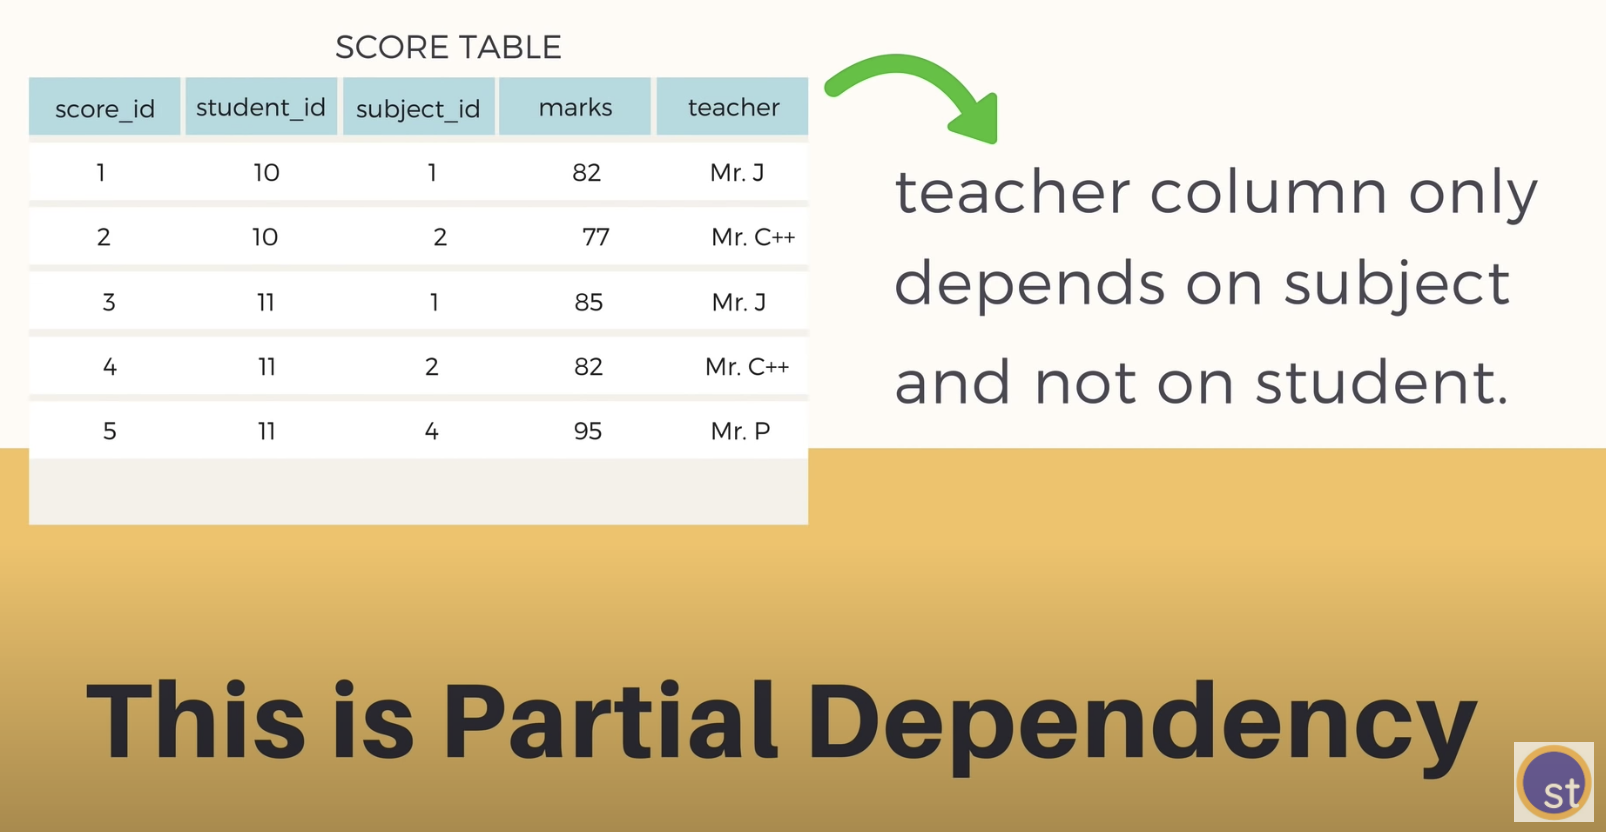 SCORE TABLE
score_id student_id subject_id marks teacher
1 10 1 82 Mr. J
2 10 2 77 Mr. C++
3 11 1 85 Mr. J
4 11 2 82 Mr. C++
5 11 4 95 Mr. P
teacher column only
depends on subject
and not on student.
This is Partial Dependency
st